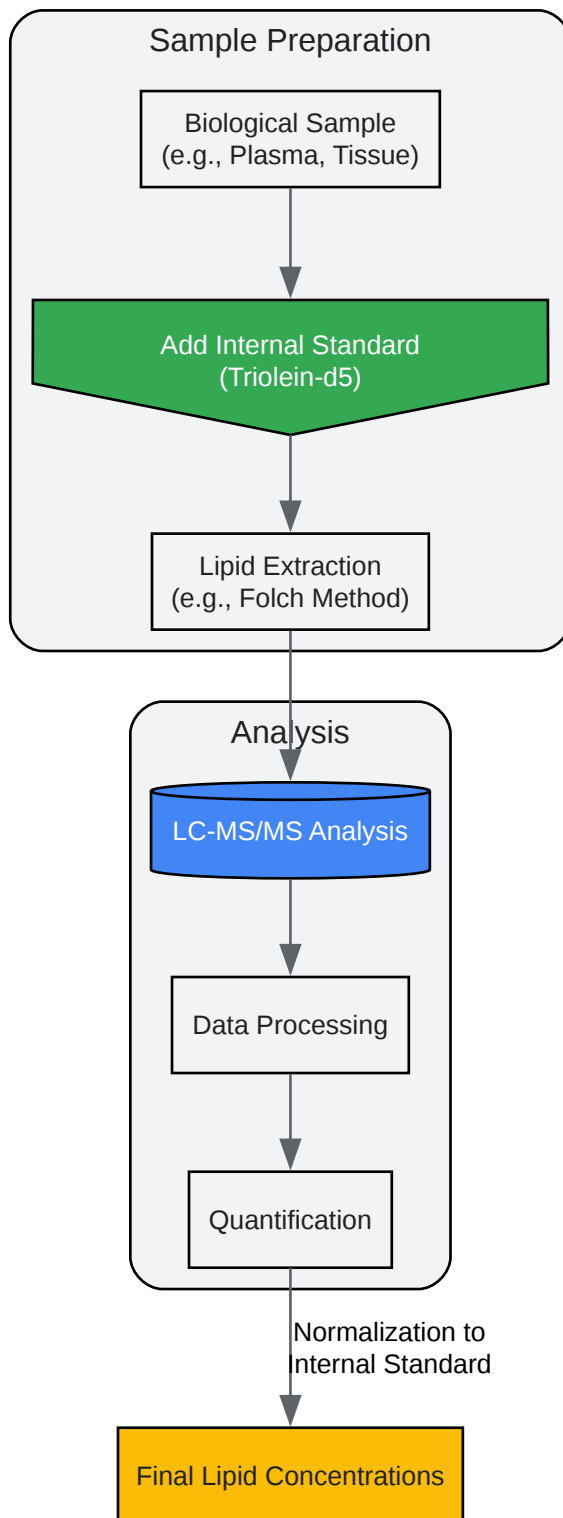 Sample Preparation
Biological Sample
(e.g., Plasma, Tissue)
Add Internal Standard
(Triolein-d5)
Lipid Extraction
(e.g., Folch Method)
Analysis
LC-MS/MS Analysis
Data Processing
Quantification
Normalization to
Internal Standard
Final Lipid Concentrations